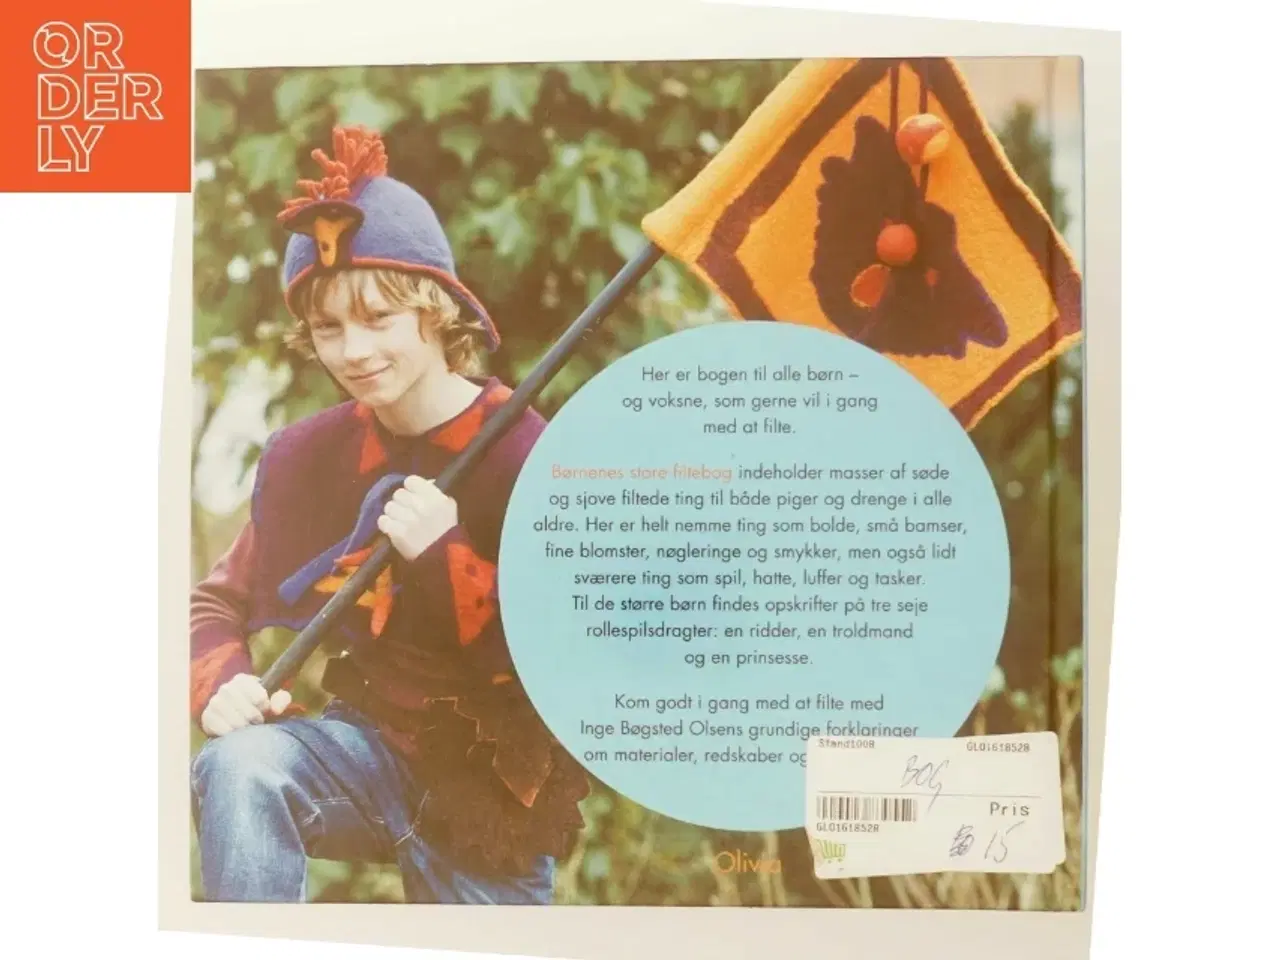 OR
DER
LY
Her er bogen til alle børn –
og voksne, som gerne vil i gang
med at filte.
Børnenes store filtebog indeholder masser af søde
og sjove filtede ting til både piger og drenge i alle
aldre. Her er helt nemme ting som bolde, små bamser,
fine blomster, nøgleringe og smykker, men også lidt
sværere ting som spil, hatte, luffer og tasker.
Til de større børn findes opskrifter på tre seje
rollespilsdragter: en ridder, en troldmand
og en prinsesse.
Kom godt i gang med at filte med
Inge Bøgsted Olsens grundige forklaringer
om materialer, redskaber og
Stand1008 GL0161852R
BOG
Pris
GL0161852R
15
Olivia